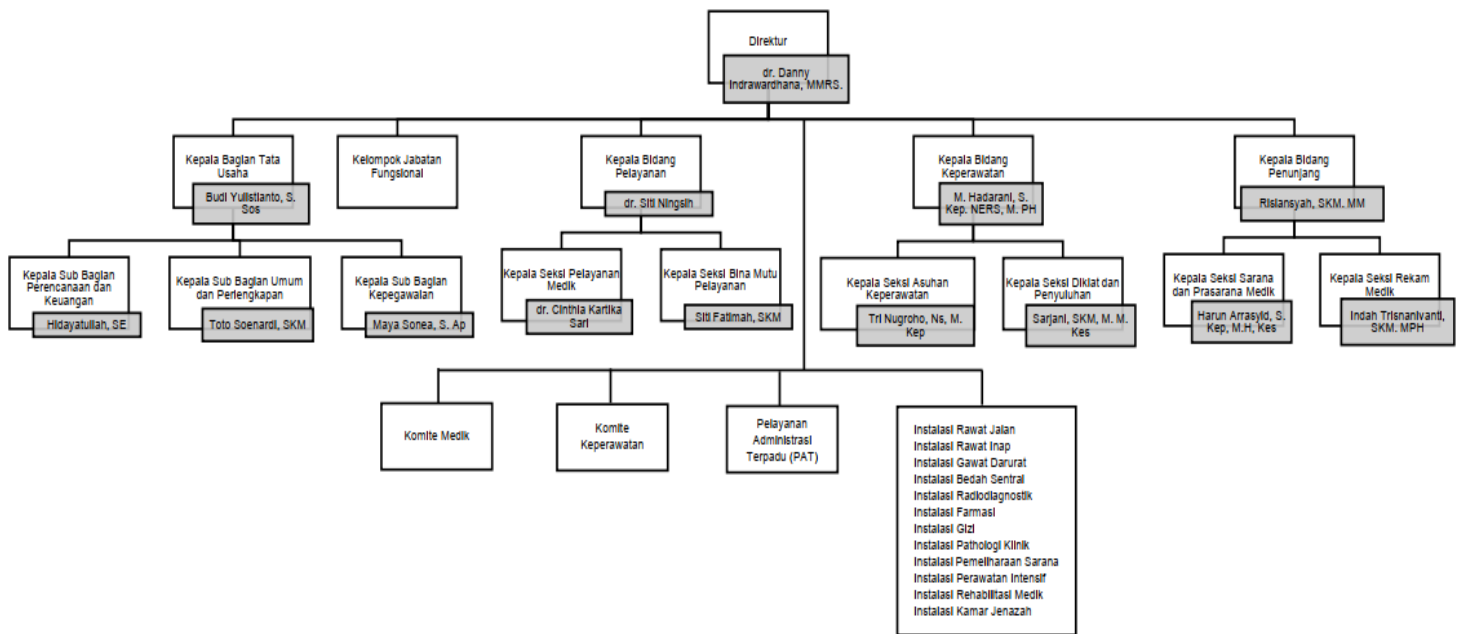 Direktur
dr. Danny
Indrawardhana, MMRS.
Kepala Bagian Tata
Usaha
Budi Yulistianto, S.
Sos
Kelompok Jabatan
Fungsional
Kepala Bidang
Pelayanan
dr. Siti Ningsih
Kepala Bidang
Keperawatan
M. Hadarani, S.
Kep. NERS, M. PH
Kepala Bidang
Penunjang
Risiansyah, SKM. MM
Kepala Sub Bagian
Perencanaan dan
Keuangan
Hidayatullah, SE
Kepala Sub Bagian Umum
dan Perlengkapan
Toto Soenardi, SKM
Kepala Sub Bagian
Kepegawaian
Maya Sonea, S. Ap
Kepala Seksi Pelayanan
Medik
dr. Cinthia Kartika
Sari
Kepala Seksi Bina Mutu
Pelayanan
Siti Fatimah, SKM
Kepala Seksi Asuhan
Keperawatan
Tri Nugroho, Ns, M.
Kep
Kepala Seksi Diklat dan
Penyuluhan
Sarjani, SKM, M. M.
Kes
Kepala Seksi Sarana
dan Prasarana Medik
Harun Arrasyid, S.
Kep, M.H, Kes
Kepala Seksi Rekam
Medik
Indah Trisnanivanti,
SKM. MPH
Komite Medik
Komite
Keperawatan
Pelayanan
Administrasi
Terpadu (PAT)
Instalasi Rawat Jalan
Instalasi Rawat Inap
Instalasi Gawat Darurat
Instalasi Bedah Sentral
Instalasi Radiodiagnostik
Instalasi Farmasi
Instalasi Gizi
Instalasi Pathologi Klinik
Instalasi Pemeliharaan Sarana
Instalasi Perawatan Intensif
Instalasi Rehabilitasi Medik
Instalasi Kamar Jenazah